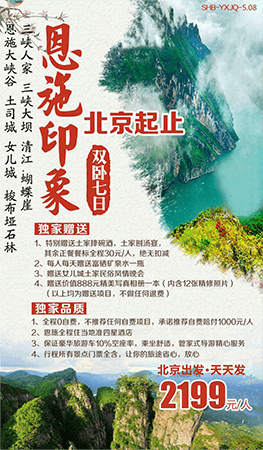 SHB-YXJQ-5.08
恩施印象
三峡人家 三峡大坝 清江 蝴蝶崖
恩施大峡谷 土司城 女儿城 梭布垭石林
北京起止
双卧七日
独家赠送
1、特别赠送土家摔碗酒，土家刨汤宴，
其余正餐餐标全程30元/人，绝无扣减
2、每人每天赠送富硒矿泉水一瓶
3、赠送女儿城土家民俗风情晚会
4、赠送价值888元精美写真相册一本（内含12张精修照片）
（以上均为赠送项目，不做任何退费）
独家品质
1、全程0自费，不推荐任何自费项目，承诺推荐自费赔付1000元/人
2、恩施全程住当地准四星酒店
3、保证豪华旅游车10%空座率，乘坐舒适，管家式导游精心服务
4、行程所有景点门票全含，让你的旅途省心，放心
北京出发·天天发
2199元/人